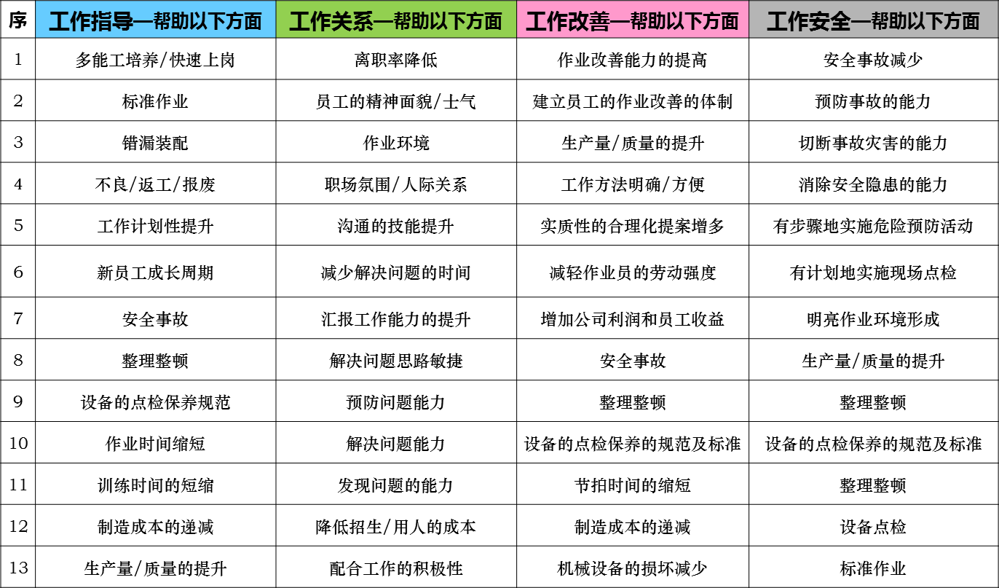 序 工作指导—帮助以下方面 工作关系—帮助以下方面 工作改善—帮助以下方面 工作安全—帮助以下方面
1 多能工培养/快速上岗 离职率降低 作业改善能力的提高 安全事故减少
2 标准作业 员工的精神面貌/士气 建立员工的作业改善的体制 预防事故的能力
3 错漏装配 作业环境 生产量/质量的提升 切断事故灾害的能力
4 不良/返工/报废 职场氛围/人际关系 工作方法明确/方便 消除安全隐患的能力
5 工作计划性提升 沟通的技能提升 实质性的合理化提案增多 有步骤地实施危险预防活动
6 新员工成长周期 减少解决问题的时间 减轻作业员的劳动强度 有计划地实施现场点检
7 安全事故 汇报工作能力的提升 增加公司利润和员工收益 明亮作业环境形成
8 整理整顿 解决问题思路敏捷 安全事故 生产量/质量的提升
9 设备的点检保养规范 预防问题能力 整理整顿 整理整顿
10 作业时间缩短 解决问题能力 设备的点检保养的规范及标准 设备的点检保养的规范及标准
11 训练时间的短缩 发现问题的能力 节拍时间的缩短 整理整顿
12 制造成本的递减 降低招生/用人的成本 制造成本的递减 设备点检
13 生产量/质量的提升 配合工作的积极性 机械设备的损坏减少 标准作业